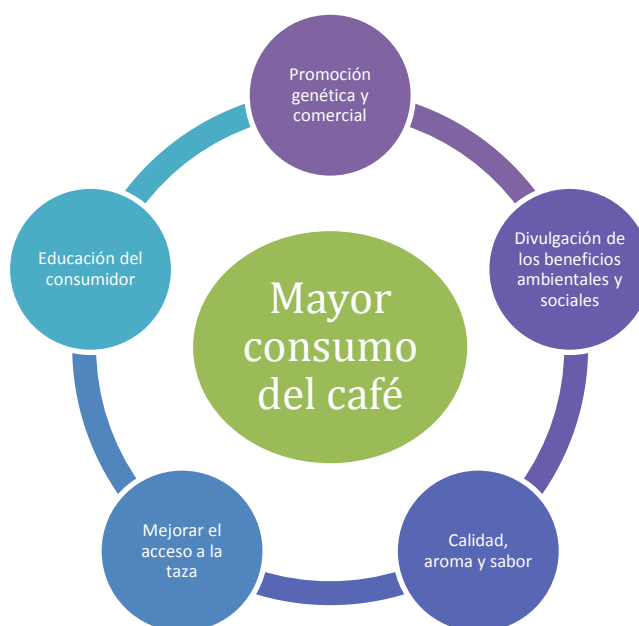 Promoción
genética y
comercial
Divulgación de
los beneficios
ambientales y
sociales
Calidad,
aroma y sabor
Mejorar el
acceso a la
taza
Educación del
consumidor
Mayor
consumo
del café